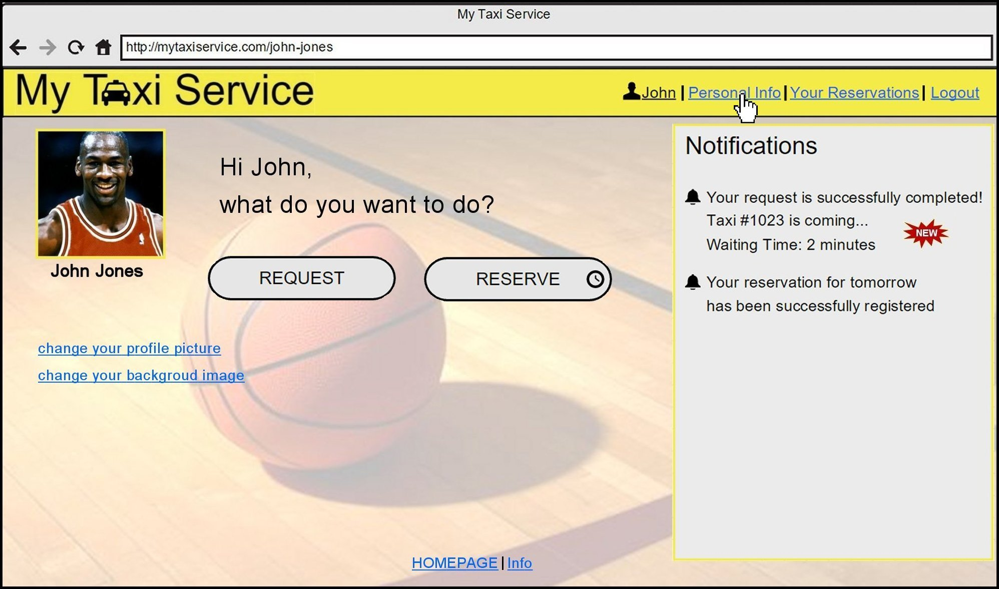 My Taxi Service
http://mytaxiservice.com/john-jones
My Taxi Service
John | Personal Info | Your Reservations | Logout
John Jones
Hi John,
what do you want to do?
REQUEST
RESERVE
change your profile picture
change your backgroud image
Notifications
Your request is successfully completed!
Taxi #1023 is coming...
NEW
Waiting Time: 2 minutes
Your reservation for tomorrow
has been successfully registered
HOMEPAGE | Info